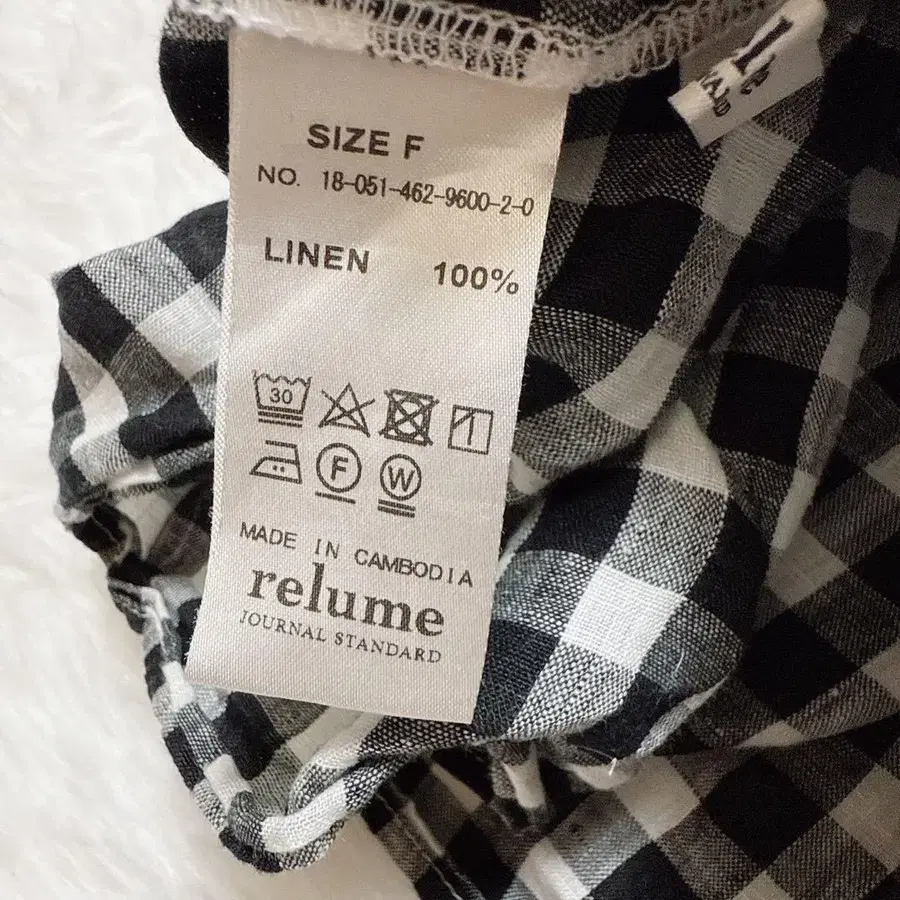 SIZE F
NO. 18-051-462-9600-2-0
LINEN 100%
30
F W
MADE IN CAMBODIA
relume
JOURNAL STANDARD